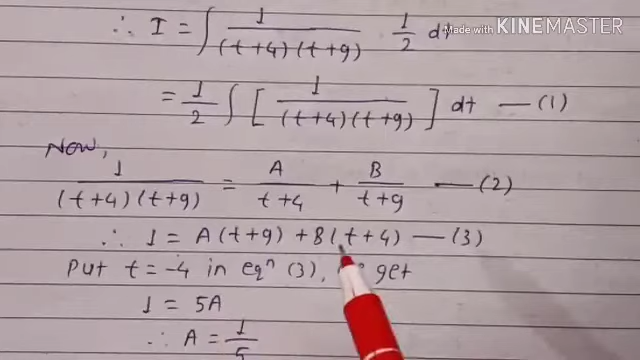 ∴ I = ∫ 1/((t+4)(t+9)) 1/2 dt
Made with KINEMASTER
= 1/2 ∫ [ 1/((t+4)(t+9)) ] dt — (1)
Now,
1/((t+4)(t+9)) = A/(t+4) + B/(t+9) — (2)
∴ 1 = A(t+9) + B(t+4) — (3)
Put t = -4 in eqⁿ (3), get
1 = 5A
∴ A = 1/5